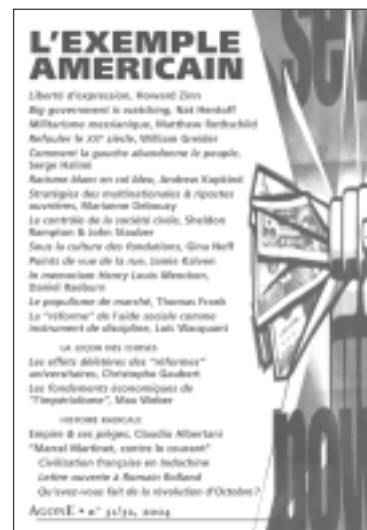 L'EXEMPLE
AMERICAIN
Liberté d'expression, Howard Zinn
Big government is watching, Nat Hentoff
Militarisme messianique, Matthew Rothschild
Refouler le XXe siècle, William Greider
Comment la gauche abandonne le peuple,
Serge Halimi
Racisme blanc en col bleu, Andrew Kopkind
Stratégies des multinationales & ripostes
ouvrières, Marianne Debouzy
Le contrôle de la société civile, Sheldon
Rampton & John Stauber
Sous la culture des fondations, Gina Neff
Points de vue de la rue, Jamie Kalven
In memoriam Henry Louis Mencken,
Daniel Raeburn
Le populisme de marché, Thomas Frank
La "réforme" de l'aide sociale comme
instrument de discipline, Loïc Wacquant
LA LEÇON DES CHOSES
Les effets délétères des "réformes"
universitaires, Christophe Gaubert
Les fondements économiques de
"l'impérialisme", Max Weber
HISTOIRE RADICALE
Empire & ses pièges, Claudio Albertani
"Marcel Martinet, contre le courant"
Civilisation française en Indochine
Lettre ouverte à Romain Rolland
Qu'avez-vous fait de la révolution d'Octobre?
AGONE • n° 31/32, 2004